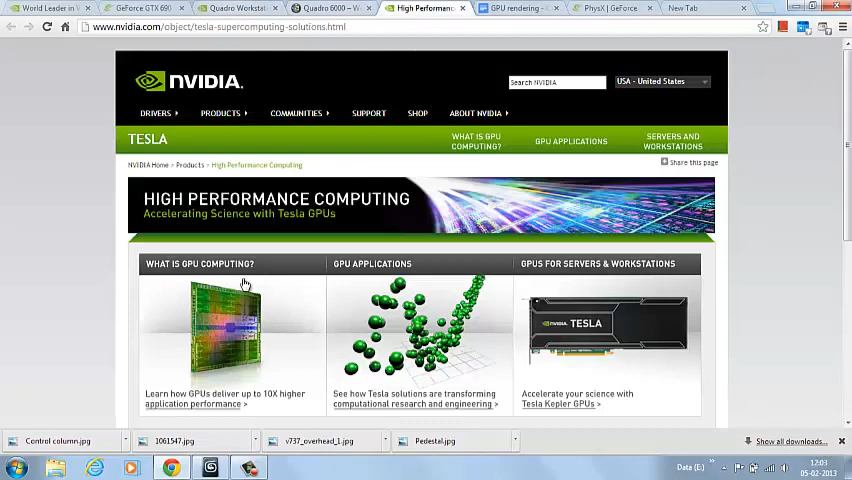 World Leader in V
GeForce GTX 690
Quadro Workstati
Quadro 6000 – W
High Performanc
GPU rendering -
PhysX | GeForce
New Tab
www.nvidia.com/object/tesla-supercomputing-solutions.html
NVIDIA.
Search NVIDIA
USA - United States
DRIVERS
PRODUCTS
COMMUNITIES
SUPPORT
SHOP
ABOUT NVIDIA
TESLA
WHAT IS GPU
COMPUTING?
GPU APPLICATIONS
SERVERS AND
WORKSTATIONS
NVIDIA Home > Products > High Performance Computing
Share this page
HIGH PERFORMANCE COMPUTING
Accelerating Science with Tesla GPUs
WHAT IS GPU COMPUTING?
GPU APPLICATIONS
GPUS FOR SERVERS & WORKSTATIONS
NVIDIA. TESLA
Learn how GPUs deliver up to 10X higher
application performance >
See how Tesla solutions are transforming
computational research and engineering >
Accelerate your science with
Tesla Kepler GPUs >
Control column.jpg
1061547.jpg
v737_overhead_1.jpg
Pedestal.jpg
Show all downloads...
Data (E:)
12:03
05-02-2013